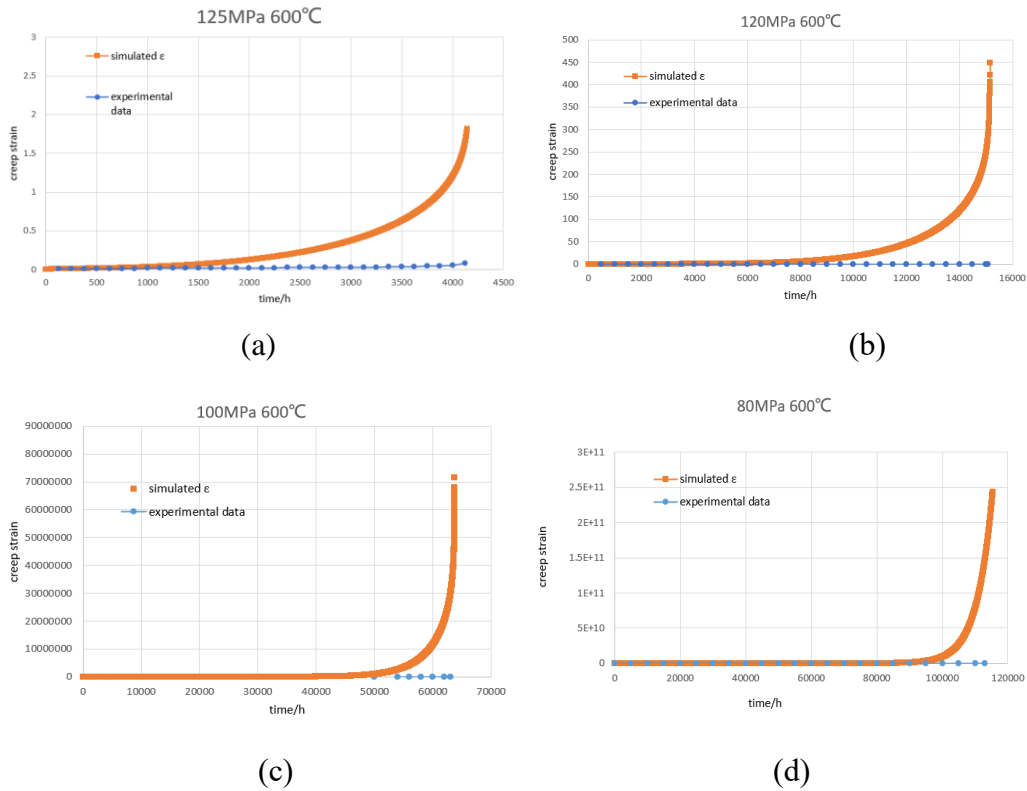 125MPa 600℃
3
2.5
2
1.5
1
0.5
0
creep strain
simulated ε
experimental
data
0 500 1000 1500 2000 2500 3000 3500 4000 4500
time/h
(a)
120MPa 600℃
500
450
400
350
300
250
200
150
100
50
0
creep strain
simulated ε
experimental data
0 2000 4000 6000 8000 10000 12000 14000 16000
time/h
(b)
100MPa 600℃
90000000
80000000
70000000
60000000
50000000
40000000
30000000
20000000
10000000
0
creep strain
simulated ε
experimental data
0 10000 20000 30000 40000 50000 60000 70000
time/h
(c)
80MPa 600℃
3E+11
2.5E+11
2E+11
1.5E+11
1E+11
5E+10
0
creep strain
simulated ε
experimental data
0 20000 40000 60000 80000 100000 120000
time/h
(d)